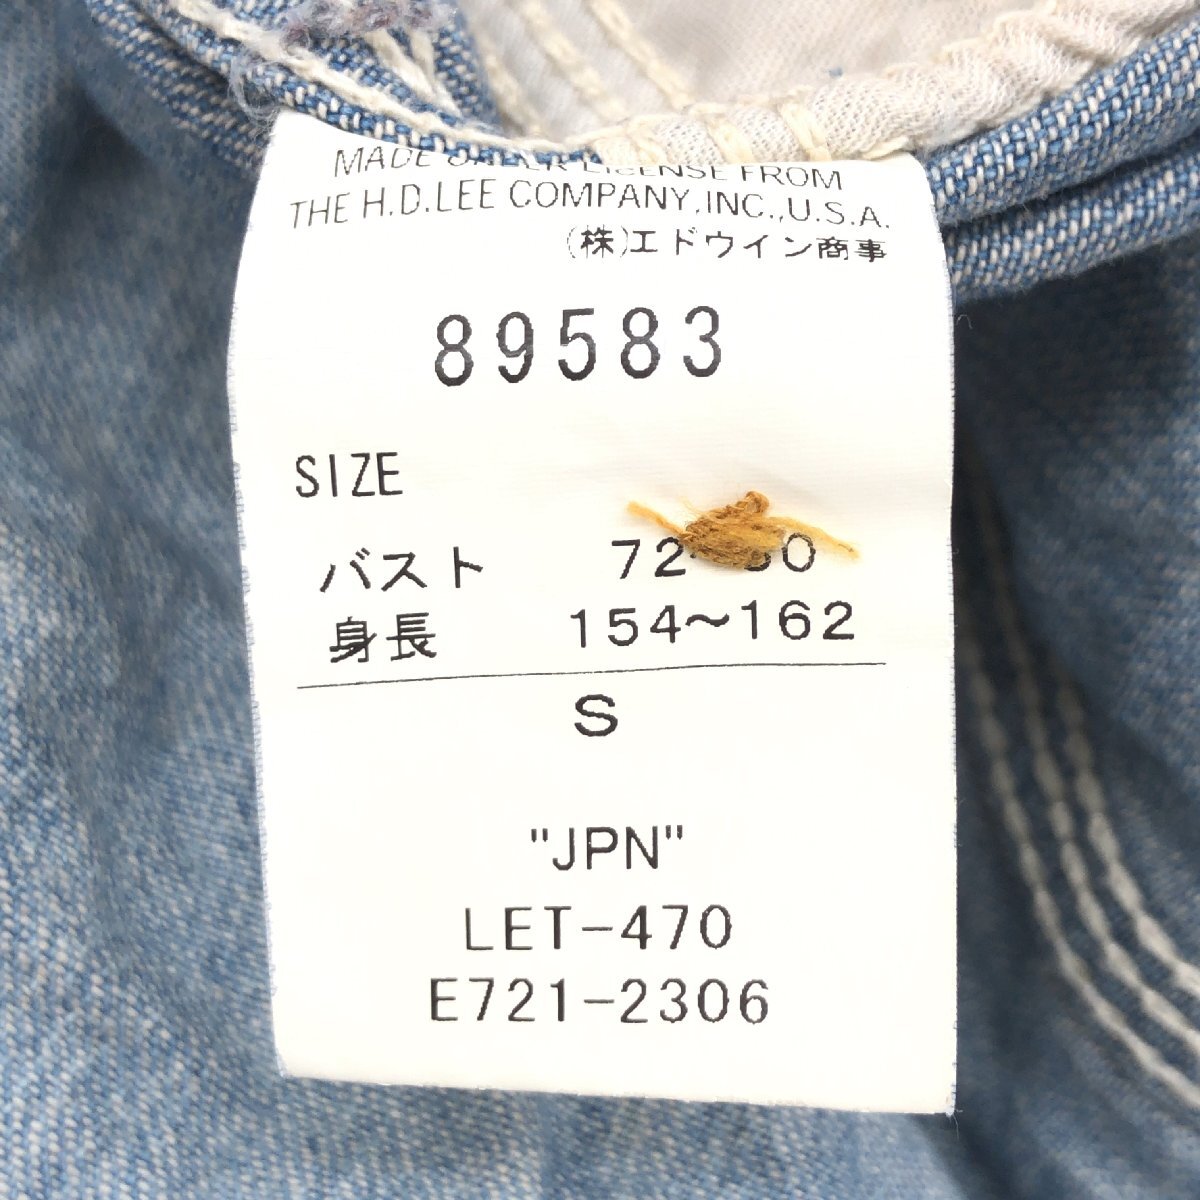 MADE UNDER LICENSE FROM
THE H.D.LEE COMPANY,INC.,U.S.A.
(株)エドウイン商事
89583
SIZE
バスト
身長 154〜162
S
"JPN"
LET-470
E721-2306